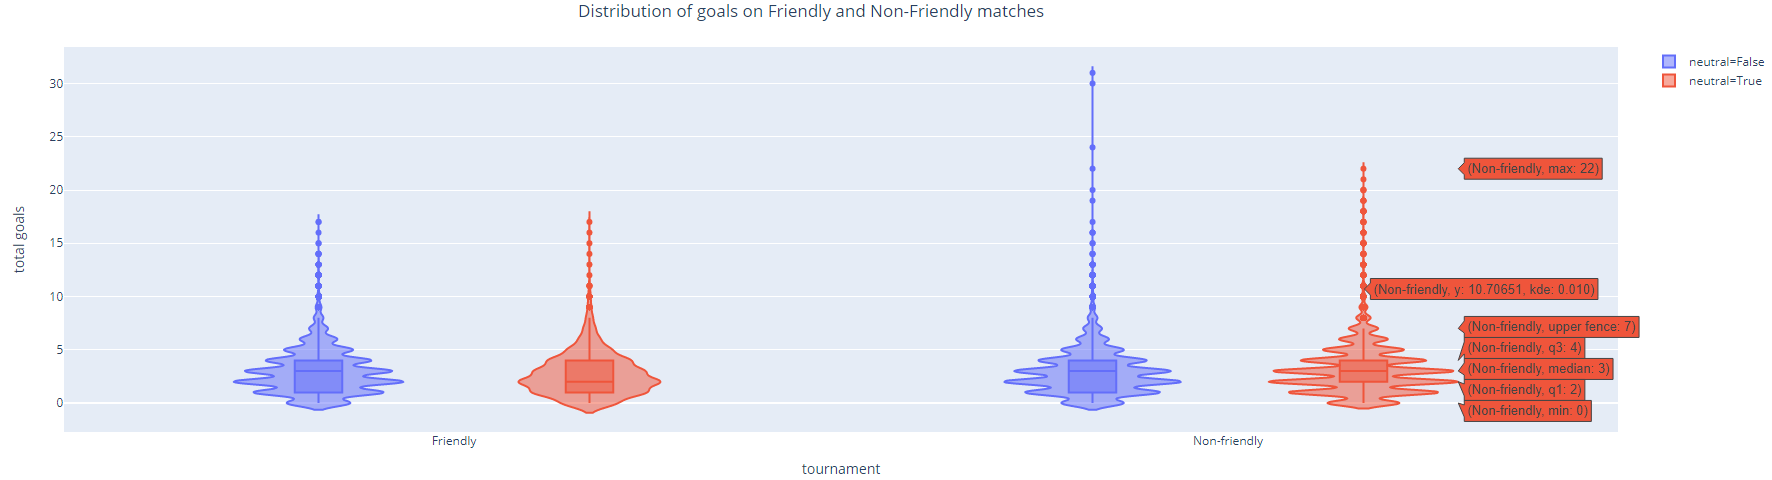 Distribution of goals on Friendly and Non-Friendly matches
neutral=False
neutral=True
total goals
30
25
20
15
10
5
0
(Non-friendly, max: 22)
(Non-friendly, y: 10.70651, kde: 0.010)
(Non-friendly, upper fence: 7)
(Non-friendly, q3: 4)
(Non-friendly, median: 3)
(Non-friendly, q1: 2)
(Non-friendly, min: 0)
Friendly
Non-friendly
tournament